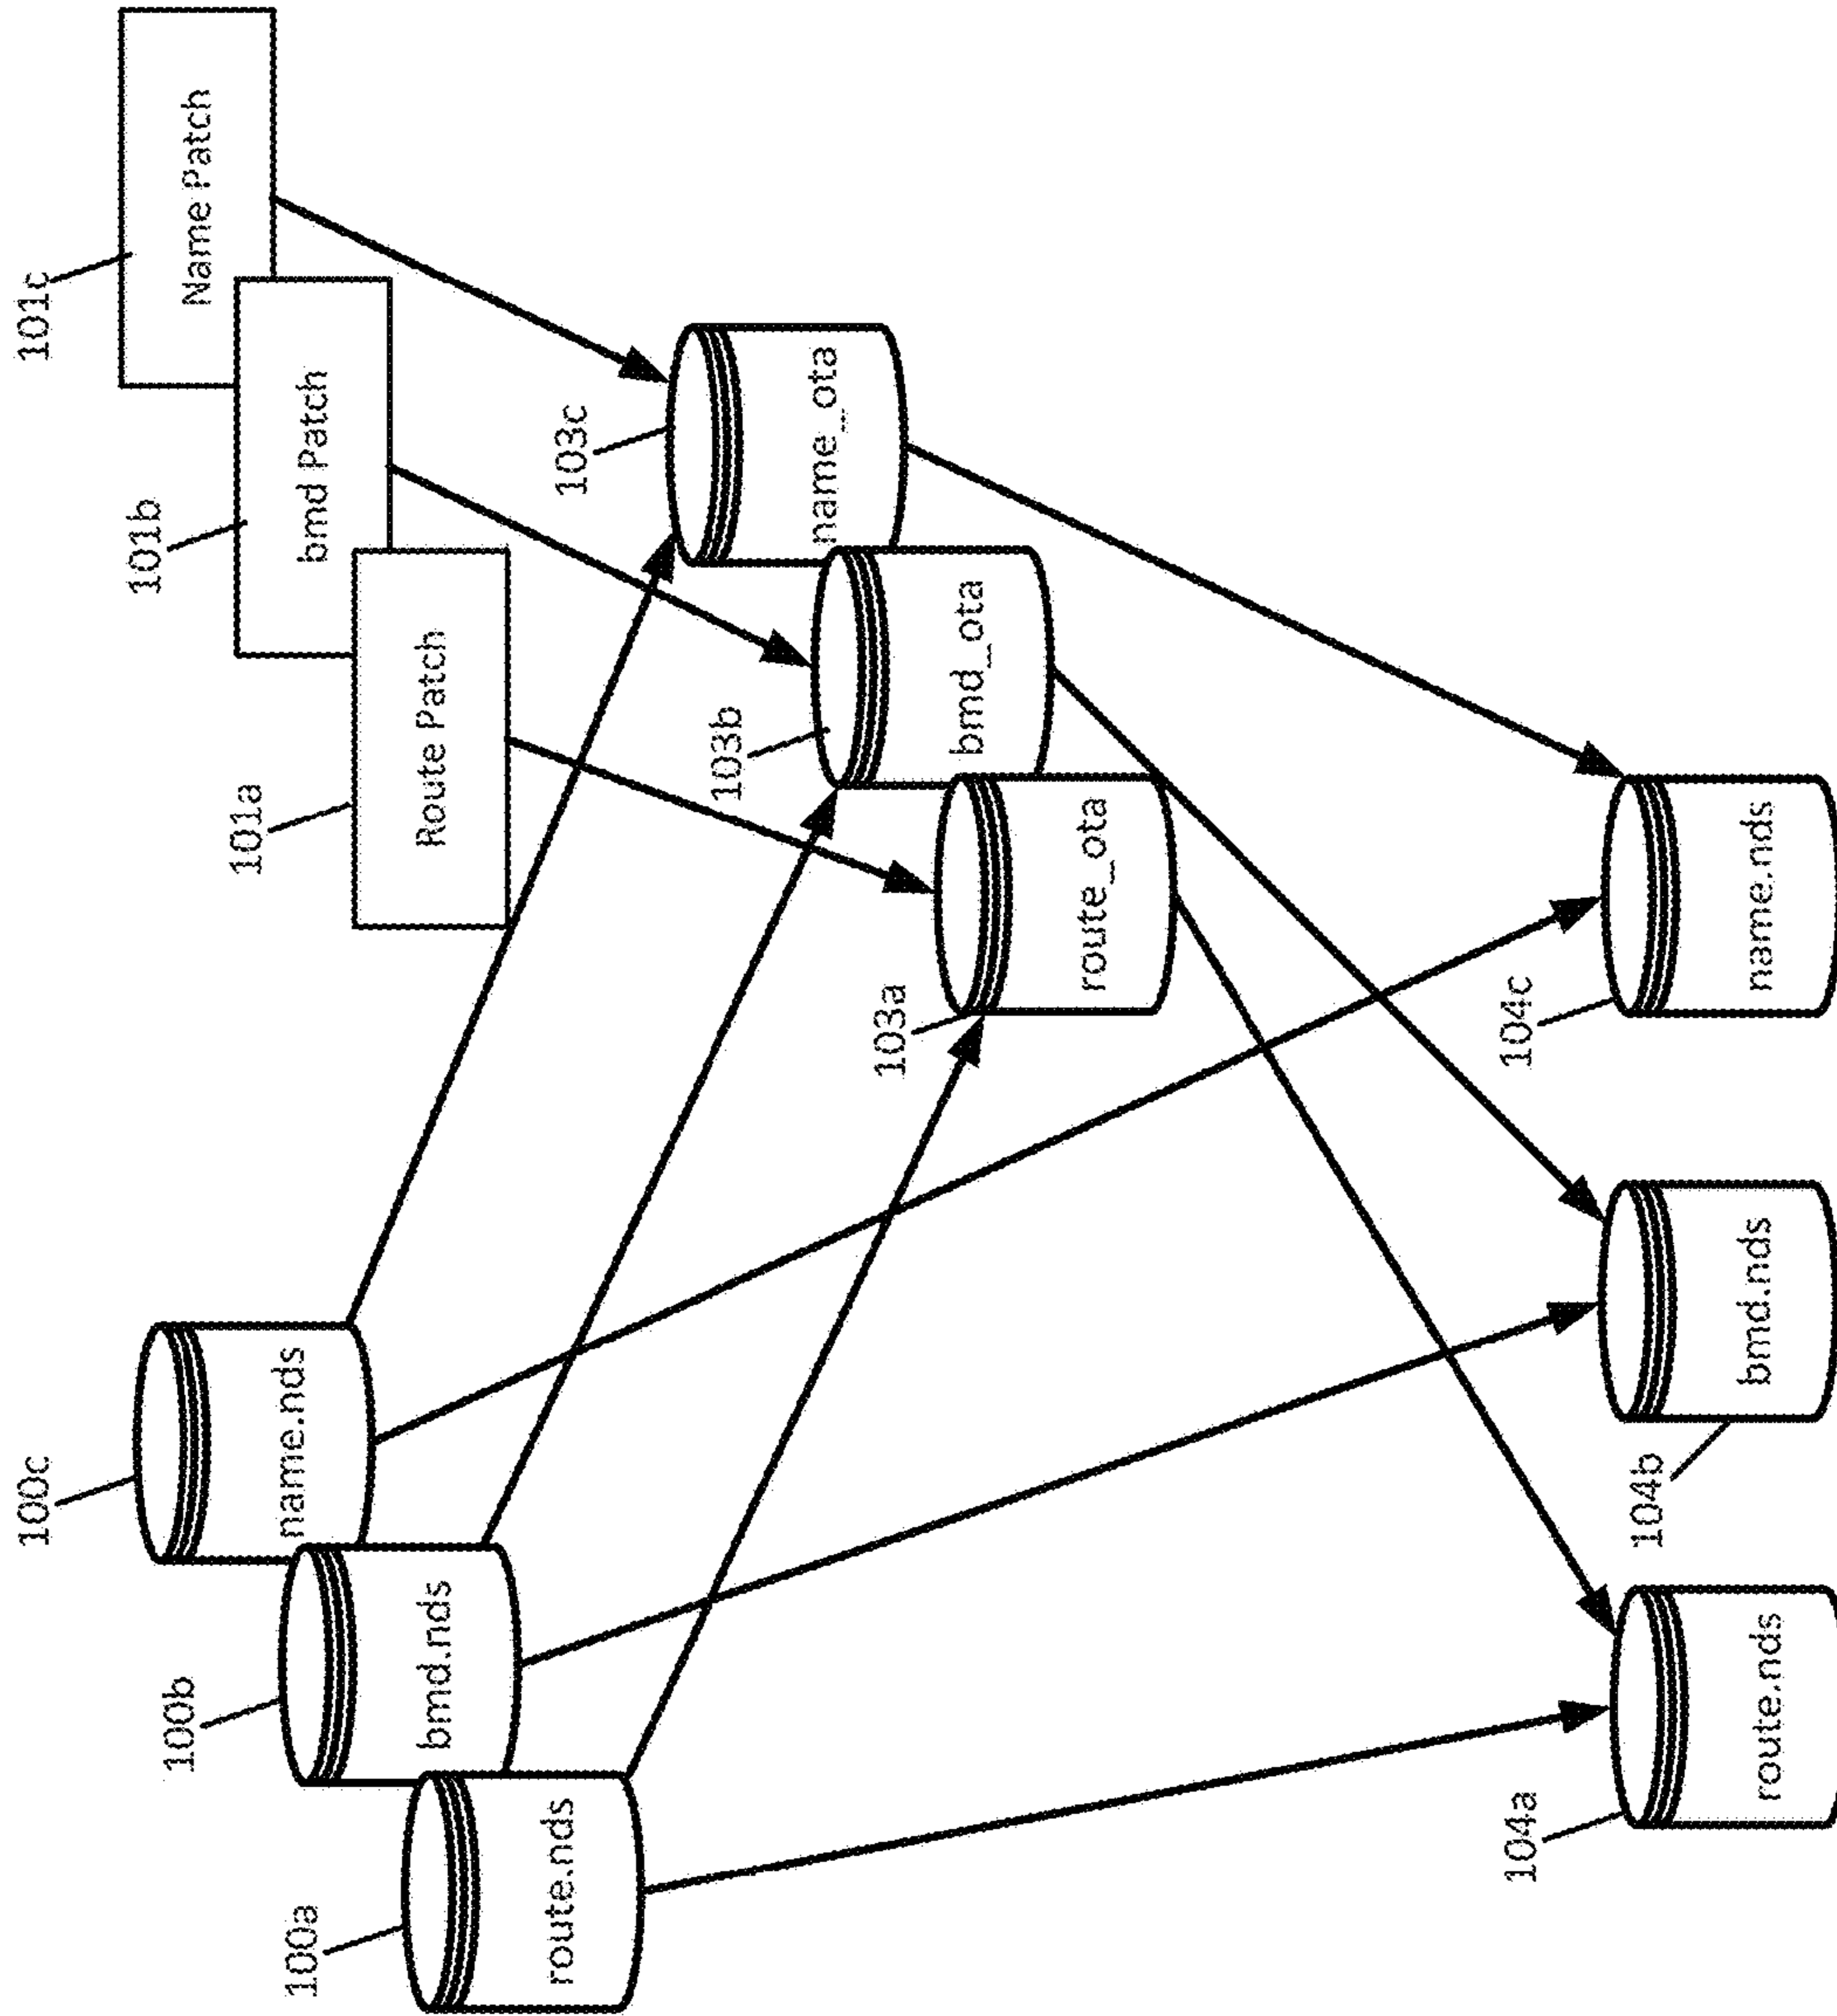 100c
name.nds
100b
bmd.nds
100a
route.nds
101c
Name Patch
101b
bmd Patch
101a
Route Patch
103c
name_ota
103b
bmd_ota
103a
route_ota
104a
route.nds
104b
bmd.nds
104c
name.nds